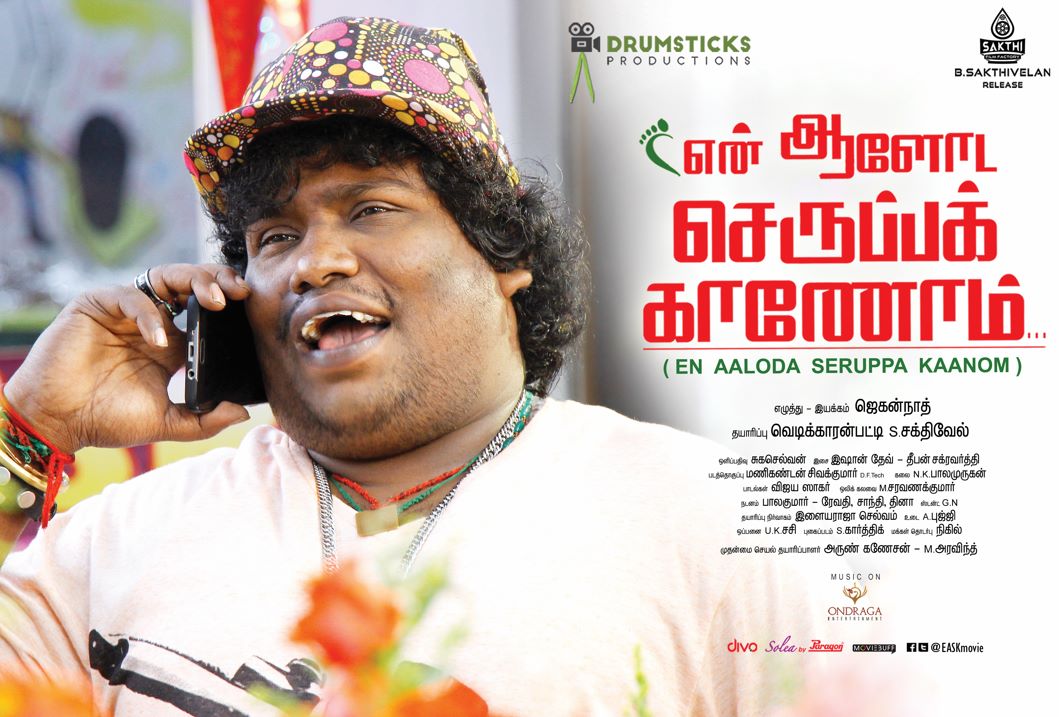 DRUMSTICKS
PRODUCTIONS
SAKTHI
FILM FACTORY
B.SAKTHIVELAN
RELEASE
என் ஆளோட
செருப்பக்
காணோம்...
( EN AALODA SERUPPA KAANOM )
எழுத்து - இயக்கம் ஜெகன்நாத்
தயாரிப்பு வெடிக்காரன்பட்டி S.சக்திவேல்
ஒளிப்பதிவு சுகசெல்வன் இசை இஷான் தேவ் - தீபன் சக்ரவர்த்தி
படத்தொகுப்பு மணிகண்டன் சிவக்குமார் D.F.Tech கலை N.K.பாலமுருகன்
பாடல்கள் விஜய ஸாகர் ஒலிக் கலவை M.சரவணக்குமார்
நடனம் பாலகுமார் - ரேவதி, சாந்தி, தினா ஸ்டன்ட் G.N
தயாரிப்பு நிர்வாகம் இளையராஜா செல்வம் உடை A.புஜ்ஜி
ஒப்பனை U.K.சசி புகைப்படம் S.கார்த்திக் மக்கள் தொடர்பு நிகில்
முதன்மை செயல் தயாரிப்பாளர் அருண் கணேசன் - M.அரவிந்த்
MUSIC ON
ONDRAGA
ENTERTAINMENT
divo Solea by Paragon MOVIEBUFF @EASKmovie